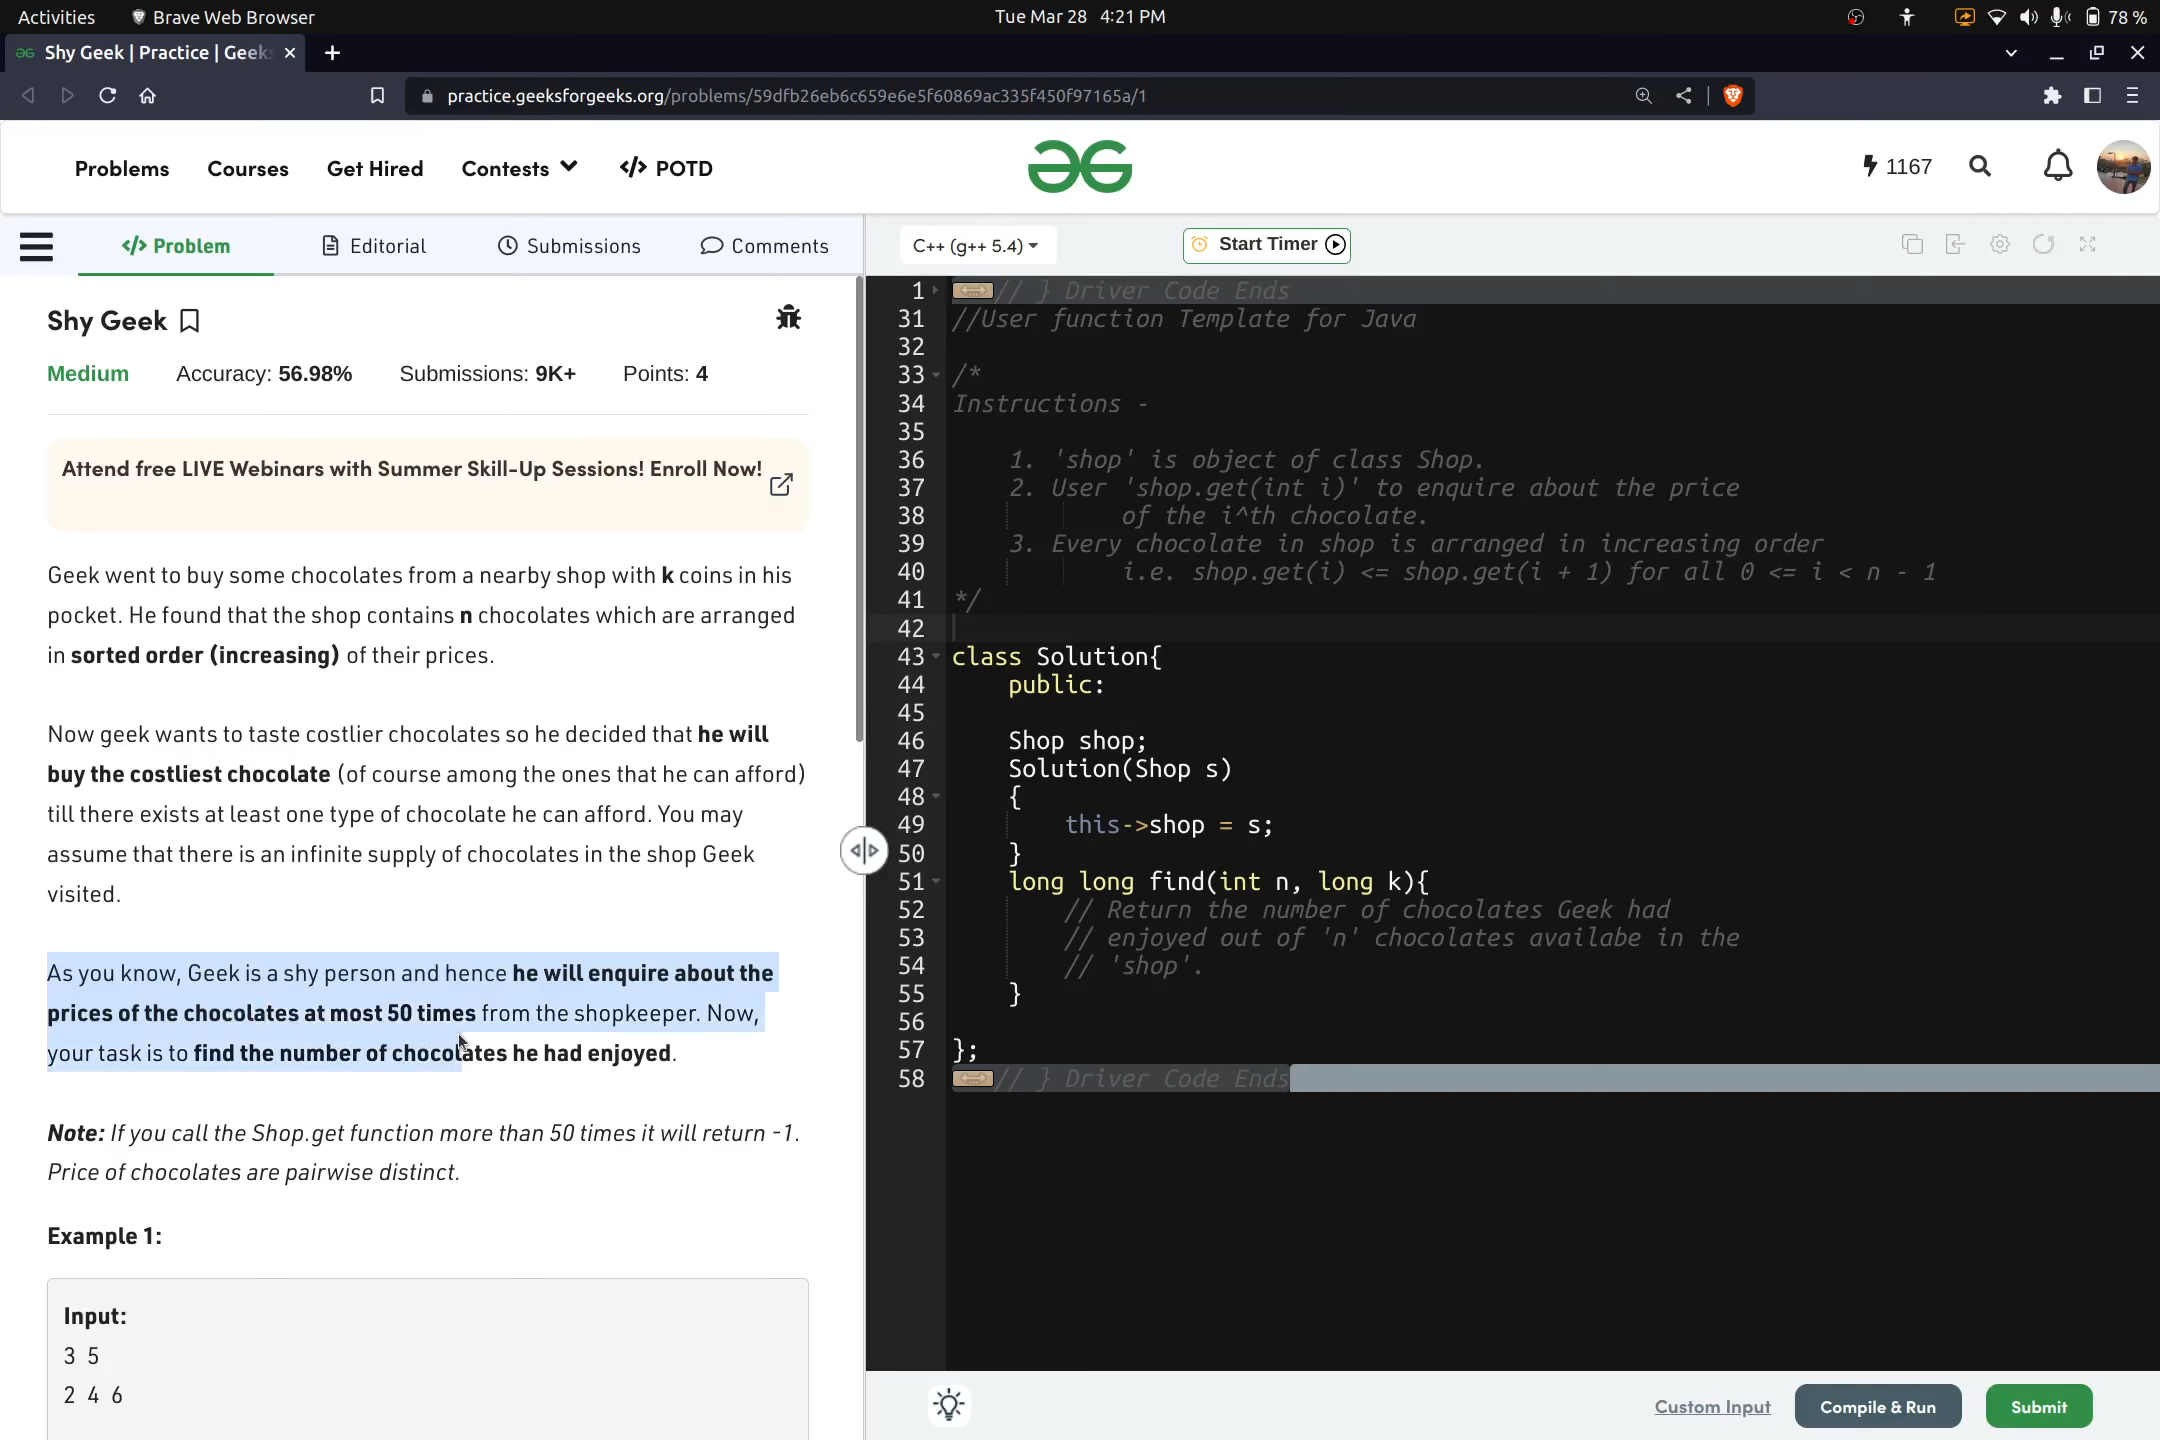 Activities Brave Web Browser Tue Mar 28 4:21 PM 78 %
Shy Geek | Practice | Geeks
practice.geeksforgeeks.org/problems/59dfb26eb6c659e6e5f60869ac335f450f97165a/1
Problems Courses Get Hired Contests </> POTD 1167
</> Problem Editorial Submissions Comments
C++ (g++ 5.4) Start Timer
Shy Geek
Medium Accuracy: 56.98% Submissions: 9K+ Points: 4
Attend free LIVE Webinars with Summer Skill-Up Sessions! Enroll Now!
Geek went to buy some chocolates from a nearby shop with k coins in his
pocket. He found that the shop contains n chocolates which are arranged
in sorted order (increasing) of their prices.
Now geek wants to taste costlier chocolates so he decided that he will
buy the costliest chocolate (of course among the ones that he can afford)
till there exists at least one type of chocolate he can afford. You may
assume that there is an infinite supply of chocolates in the shop Geek
visited.
As you know, Geek is a shy person and hence he will enquire about the
prices of the chocolates at most 50 times from the shopkeeper. Now,
your task is to find the number of chocolates he had enjoyed.
Note: If you call the Shop.get function more than 50 times it will return -1.
Price of chocolates are pairwise distinct.
Example 1:
Input:
3 5
2 4 6
1 // } Driver Code Ends
31 //User function Template for Java
32
33 /*
34 Instructions -
35
36 1. 'shop' is object of class Shop.
37 2. User 'shop.get(int i)' to enquire about the price
38 of the i^th chocolate.
39 3. Every chocolate in shop is arranged in increasing order
40 i.e. shop.get(i) <= shop.get(i + 1) for all 0 <= i < n - 1
41 */
42
43 class Solution{
44 public:
45
46 Shop shop;
47 Solution(Shop s)
48 {
49 this->shop = s;
50 }
51 long long find(int n, long k){
52 // Return the number of chocolates Geek had
53 // enjoyed out of 'n' chocolates availabe in the
54 // 'shop'.
55 }
56
57 };
58 // } Driver Code Ends
Custom Input Compile & Run Submit